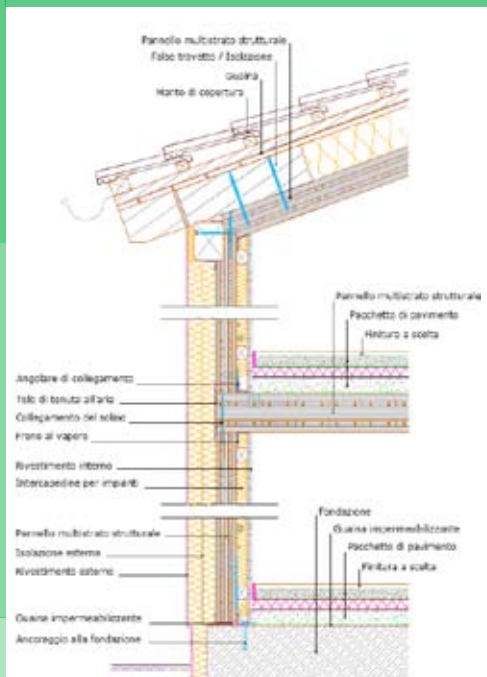 Pannello multistrato strutturale
Falso travetto / Isolazione
Guaina
Manto di copertura
Pannello multistrato strutturale
Pacchetto di pavimento
Finitura a scelta
Angolare di collegamento
Telo di tenuta all'aria
Collegamento del solaio
Freno al vapore
Rivestimento interno
Intercapedine per impianti
Fondazione
Guaina impermeabilizzante
Pacchetto di pavimento
Finitura a scelta
Pannello multistrato strutturale
Isolazione esterna
Rivestimento esterno
Guaina impermeabilizzante
Ancoraggio alla fondazione